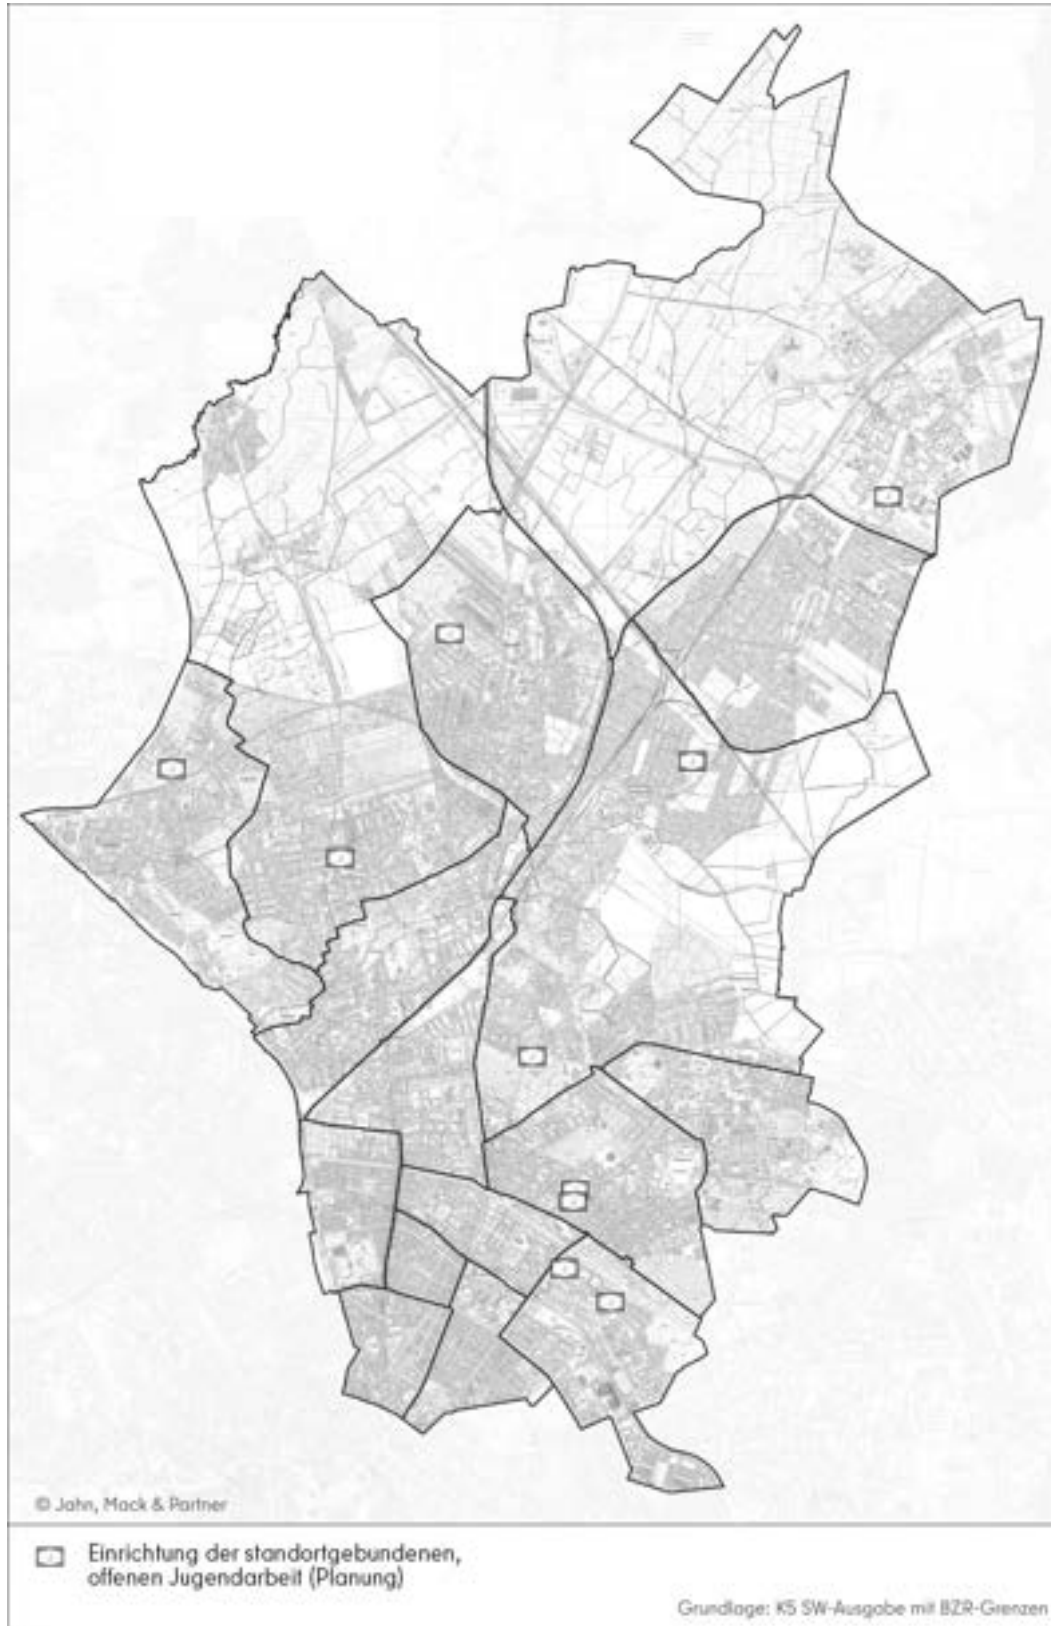 © Jahn, Mack & Partner
Einrichtung der standortgebundenen,
offenen Jugendarbeit (Planung)
Grundlage: K5 SW-Ausgabe mit BZR-Grenzen